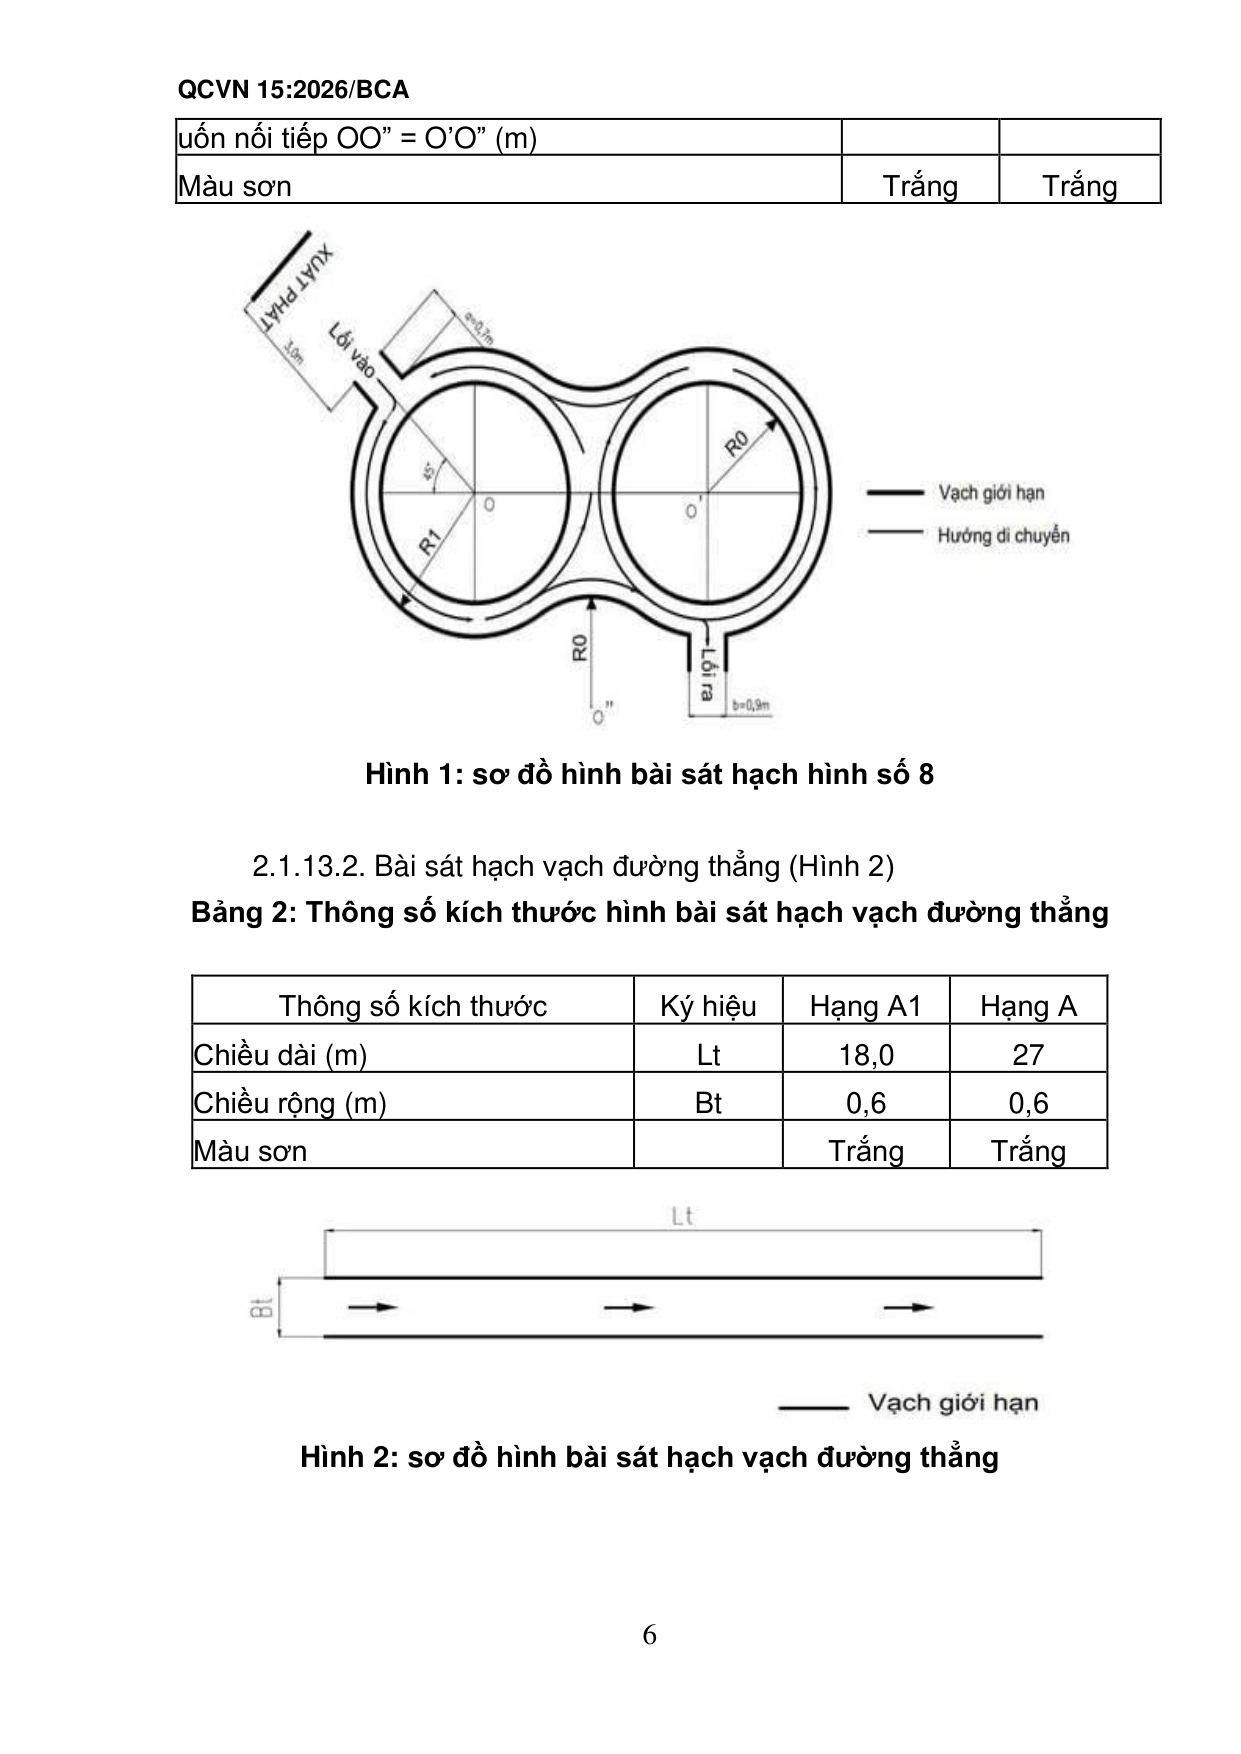 QCVN 15:2026/BCA
uốn nối tiếp OO” = O’O” (m)
Màu sơn Trắng Trắng
XUẤT PHÁT
3,0m
Lối vào
a=0,7m
R0
45°
O
O'
R1
Vạch giới hạn
Hướng di chuyển
R0
Lối ra
b=0,9m
O"
Hình 1: sơ đồ hình bài sát hạch hình số 8
2.1.13.2. Bài sát hạch vạch đường thẳng (Hình 2)
Bảng 2: Thông số kích thước hình bài sát hạch vạch đường thẳng
Thông số kích thước Ký hiệu Hạng A1 Hạng A
Chiều dài (m) Lt 18,0 27
Chiều rộng (m) Bt 0,6 0,6
Màu sơn Trắng Trắng
Lt
Bt
Vạch giới hạn
Hình 2: sơ đồ hình bài sát hạch vạch đường thẳng
6